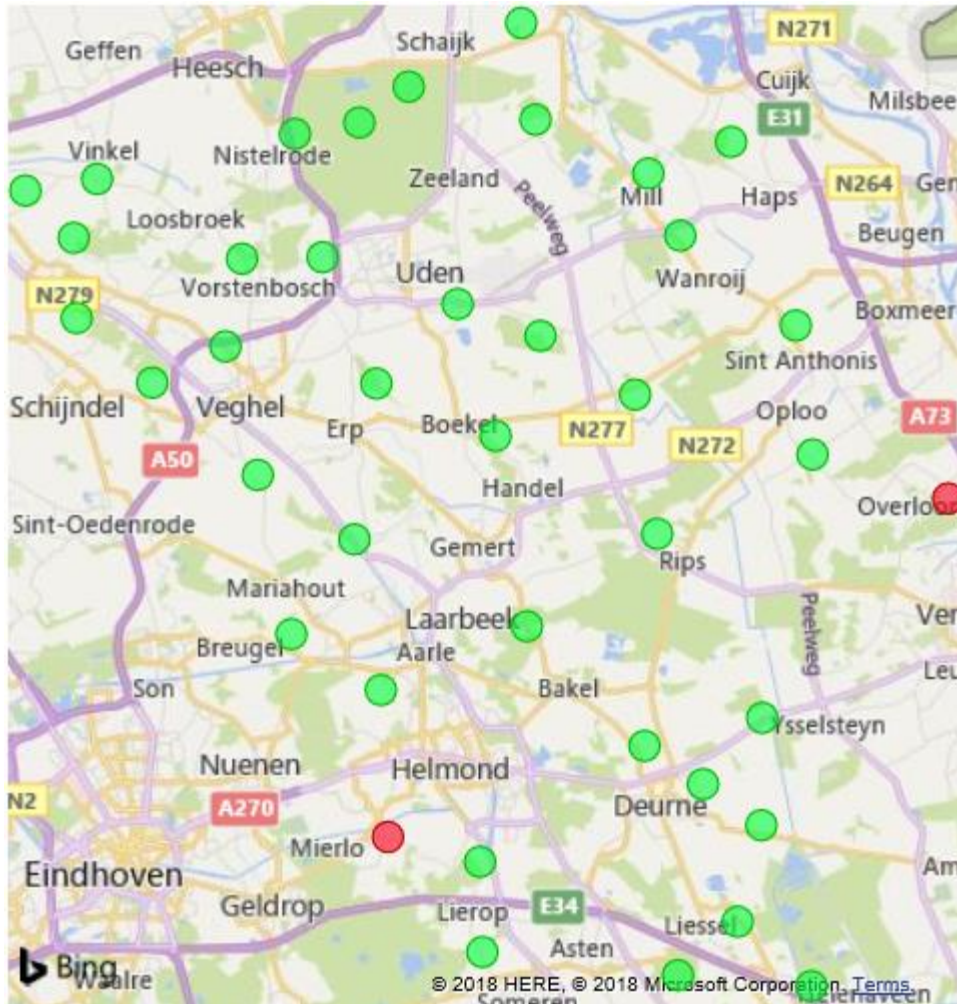 N271
Geffen
Schaijk
Heesch
Cuijk
Milsbee
E31
Vinkel
Nistelrode
Zeeland
Mill
Haps
N264
Gen
Loosbroek
Peelweg
Beugen
Uden
Wanroij
Vorstenbosch
N279
Boxmeer
Sint Anthonis
Schijndel
Veghel
Erp
Boekel
N277
Oploo
N272
A73
A50
Handel
Overloon
Sint-Oedenrode
Gemert
Rips
Mariahout
Laarbeek
Peelweg
Ver
Breugel
Aarle
Leu
Son
Bakel
Ysselsteyn
Nuenen
Helmond
N2
A270
Deurne
Mierlo
Eindhoven
Am
Geldrop
Lierop
E34
Liessel
Asten
Bing
Waalre
© 2018 HERE, © 2018 Microsoft Corporation. Terms
Someren